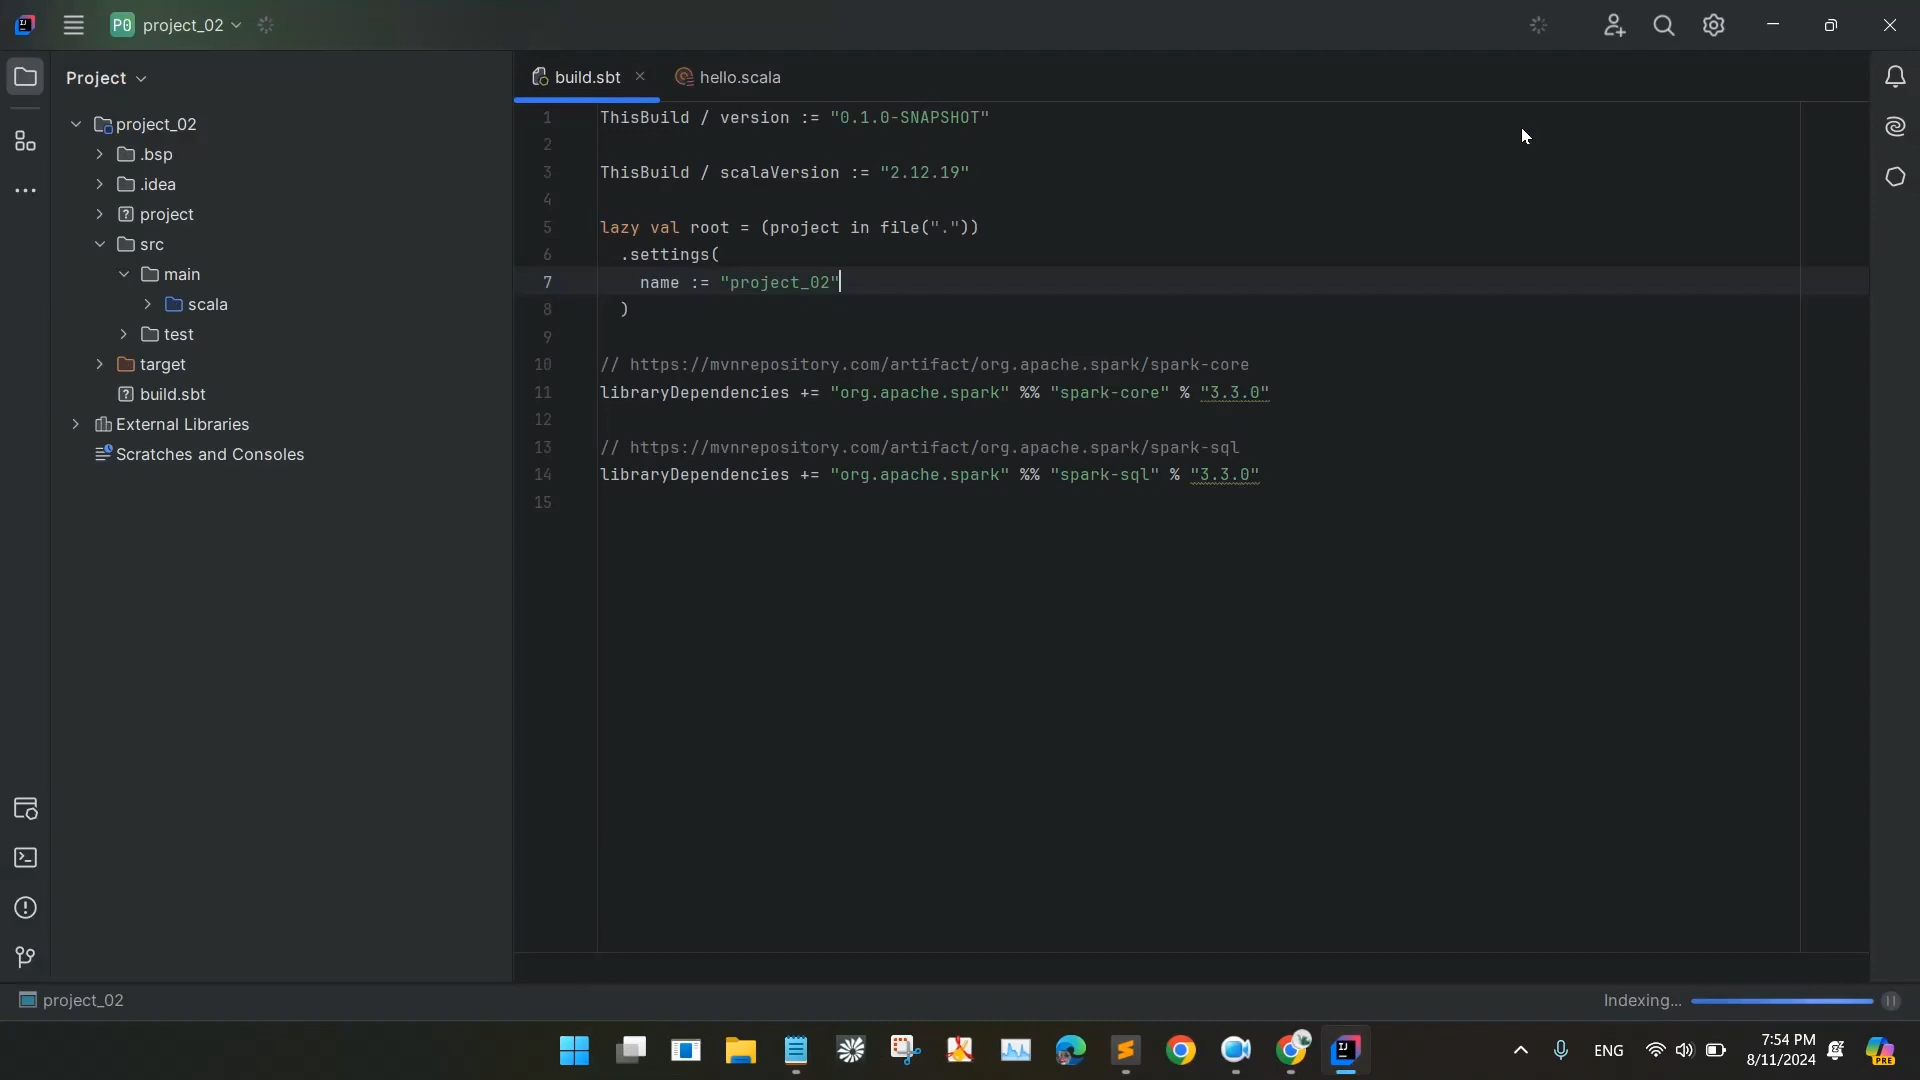 P0 project_02
Project
build.sbt
hello.scala
project_02
.bsp
.idea
project
src
main
scala
test
target
build.sbt
External Libraries
Scratches and Consoles
1 ThisBuild / version := "0.1.0-SNAPSHOT"
2
3 ThisBuild / scalaVersion := "2.12.19"
4
5 lazy val root = (project in file("."))
6 .settings(
7 name := "project_02"
8 )
9
10 // https://mvnrepository.com/artifact/org.apache.spark/spark-core
11 libraryDependencies += "org.apache.spark" %% "spark-core" % "3.3.0"
12
13 // https://mvnrepository.com/artifact/org.apache.spark/spark-sql
14 libraryDependencies += "org.apache.spark" %% "spark-sql" % "3.3.0"
15
project_02
Indexing...
ENG
7:54 PM
8/11/2024
PRE